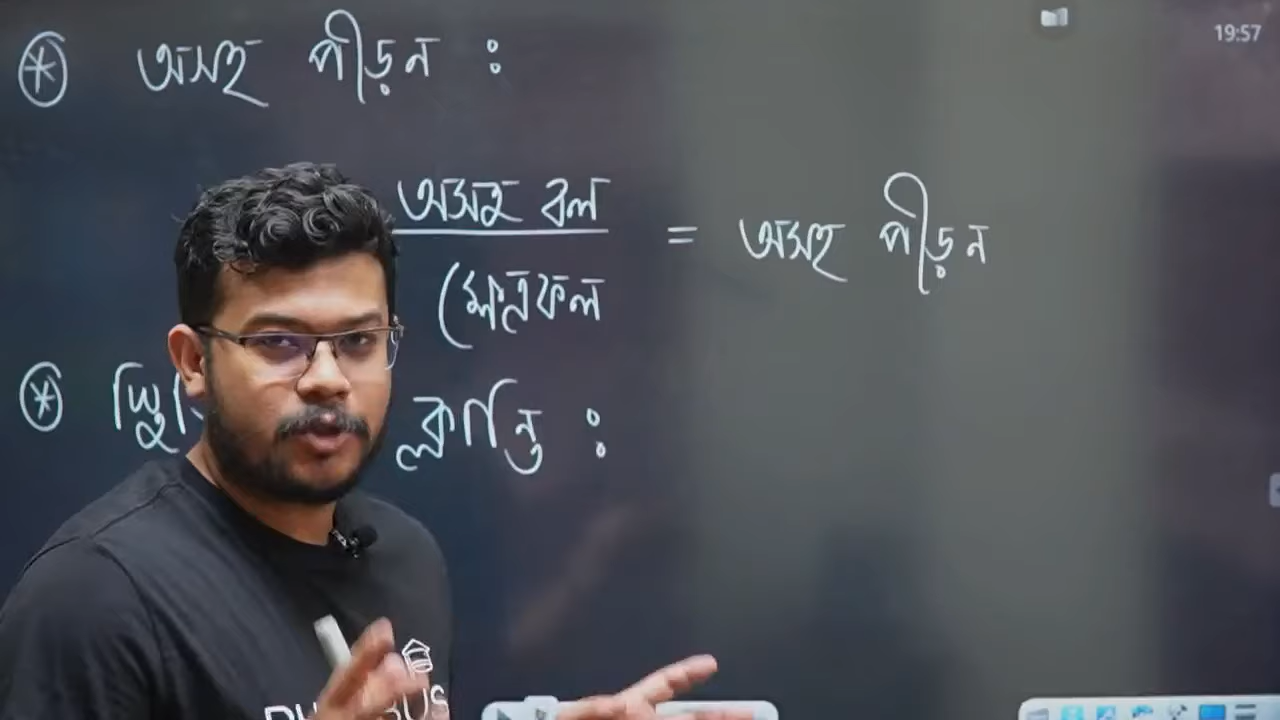 19:57
* অসহ পীড়ন :
অসহ বল
= অসহ পীড়ন
ক্ষেত্রফল
* ক্লান্তি :